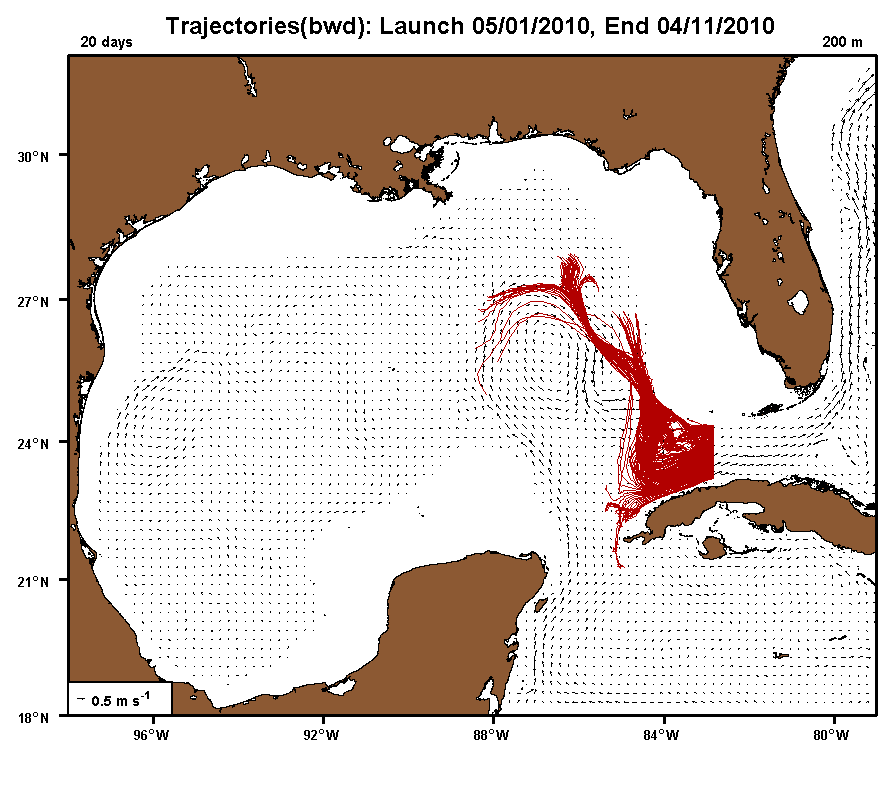 Trajectories(bwd): Launch 05/01/2010, End 04/11/2010
20 days
200 m
30°N
27°N
24°N
21°N
18°N
~ 0.5 m s-1
96°W
92°W
88°W
84°W
80°W